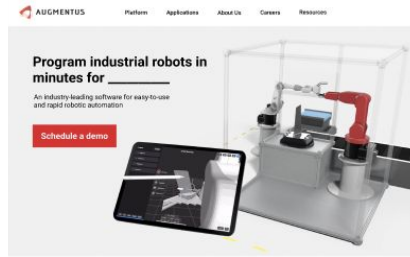 AUGMENTUS
Platform Applications About Us Careers Resources
Program industrial robots in
minutes for ________
An industry-leading software for easy-to-use
and rapid robotic automation
Schedule a demo